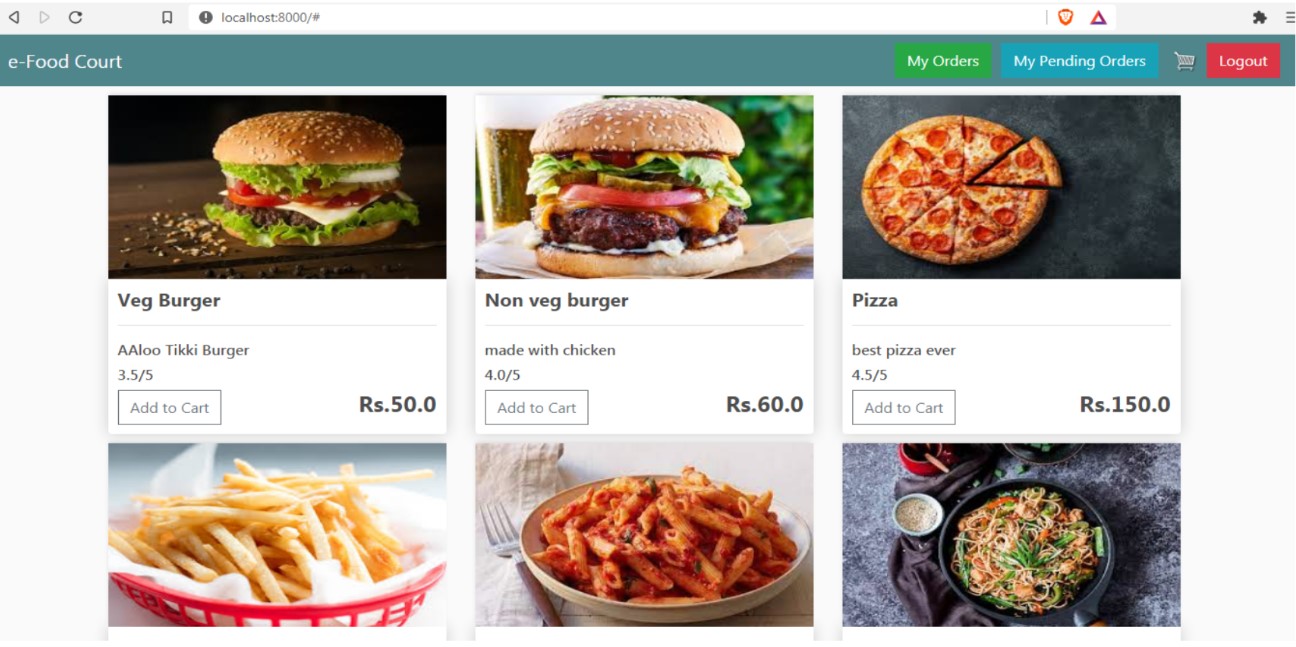 localhost:8000/#
e-Food Court
My Orders
My Pending Orders
Logout
Veg Burger
AAloo Tikki Burger
3.5/5
Add to Cart
Rs.50.0
Non veg burger
made with chicken
4.0/5
Add to Cart
Rs.60.0
Pizza
best pizza ever
4.5/5
Add to Cart
Rs.150.0